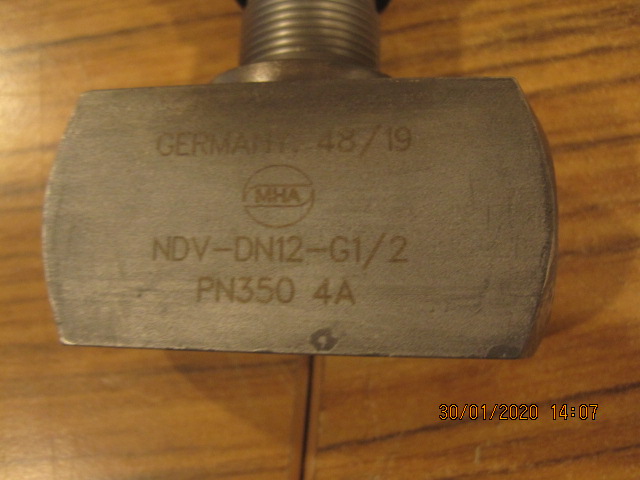 GERMANY. 48/19
MHA
NDV-DN12-G1/2
PN350 4A
30/01/2020 14:07